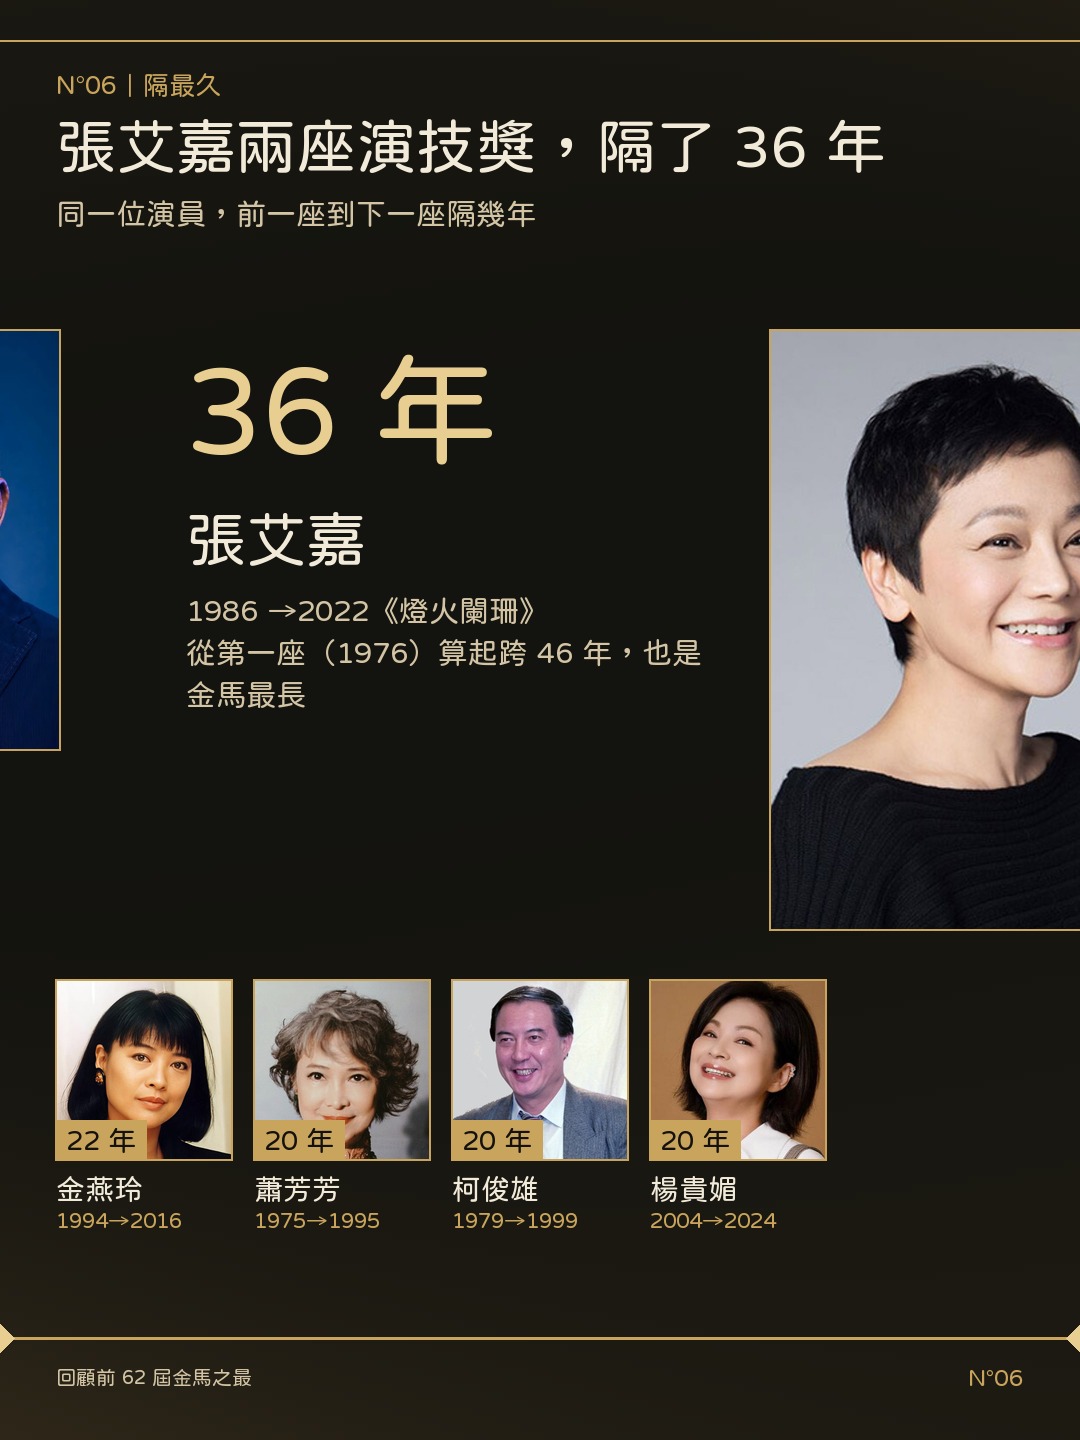 N°06｜隔最久
張艾嘉兩座演技獎，隔了 36 年
同一位演員，前一座到下一座隔幾年
36 年
張艾嘉
1986 →2022《燈火闌珊》
從第一座（1976）算起跨 46 年，也是
金馬最長
22 年
金燕玲
1994→2016
20 年
蕭芳芳
1975→1995
20 年
柯俊雄
1979→1999
20 年
楊貴媚
2004→2024
回顧前 62 屆金馬之最
N°06